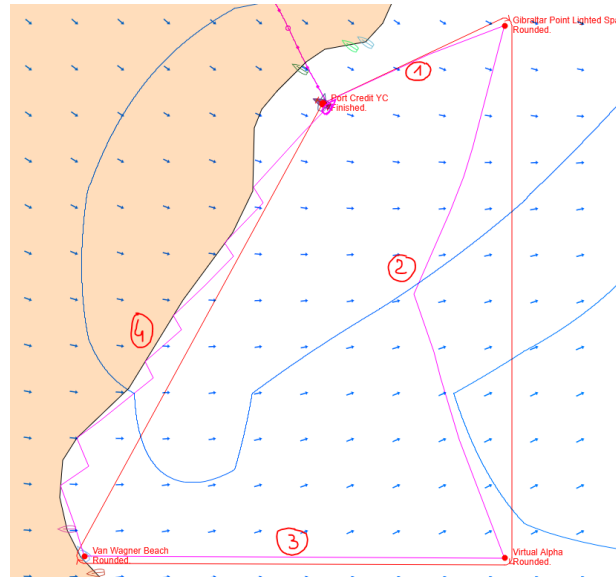 Gibraltar Point Lighted Spa
Rounded.
1
Port Credit YC
Finished.
2
4
3
Van Wagner Beach
Rounded.
Virtual Alpha
Rounded.